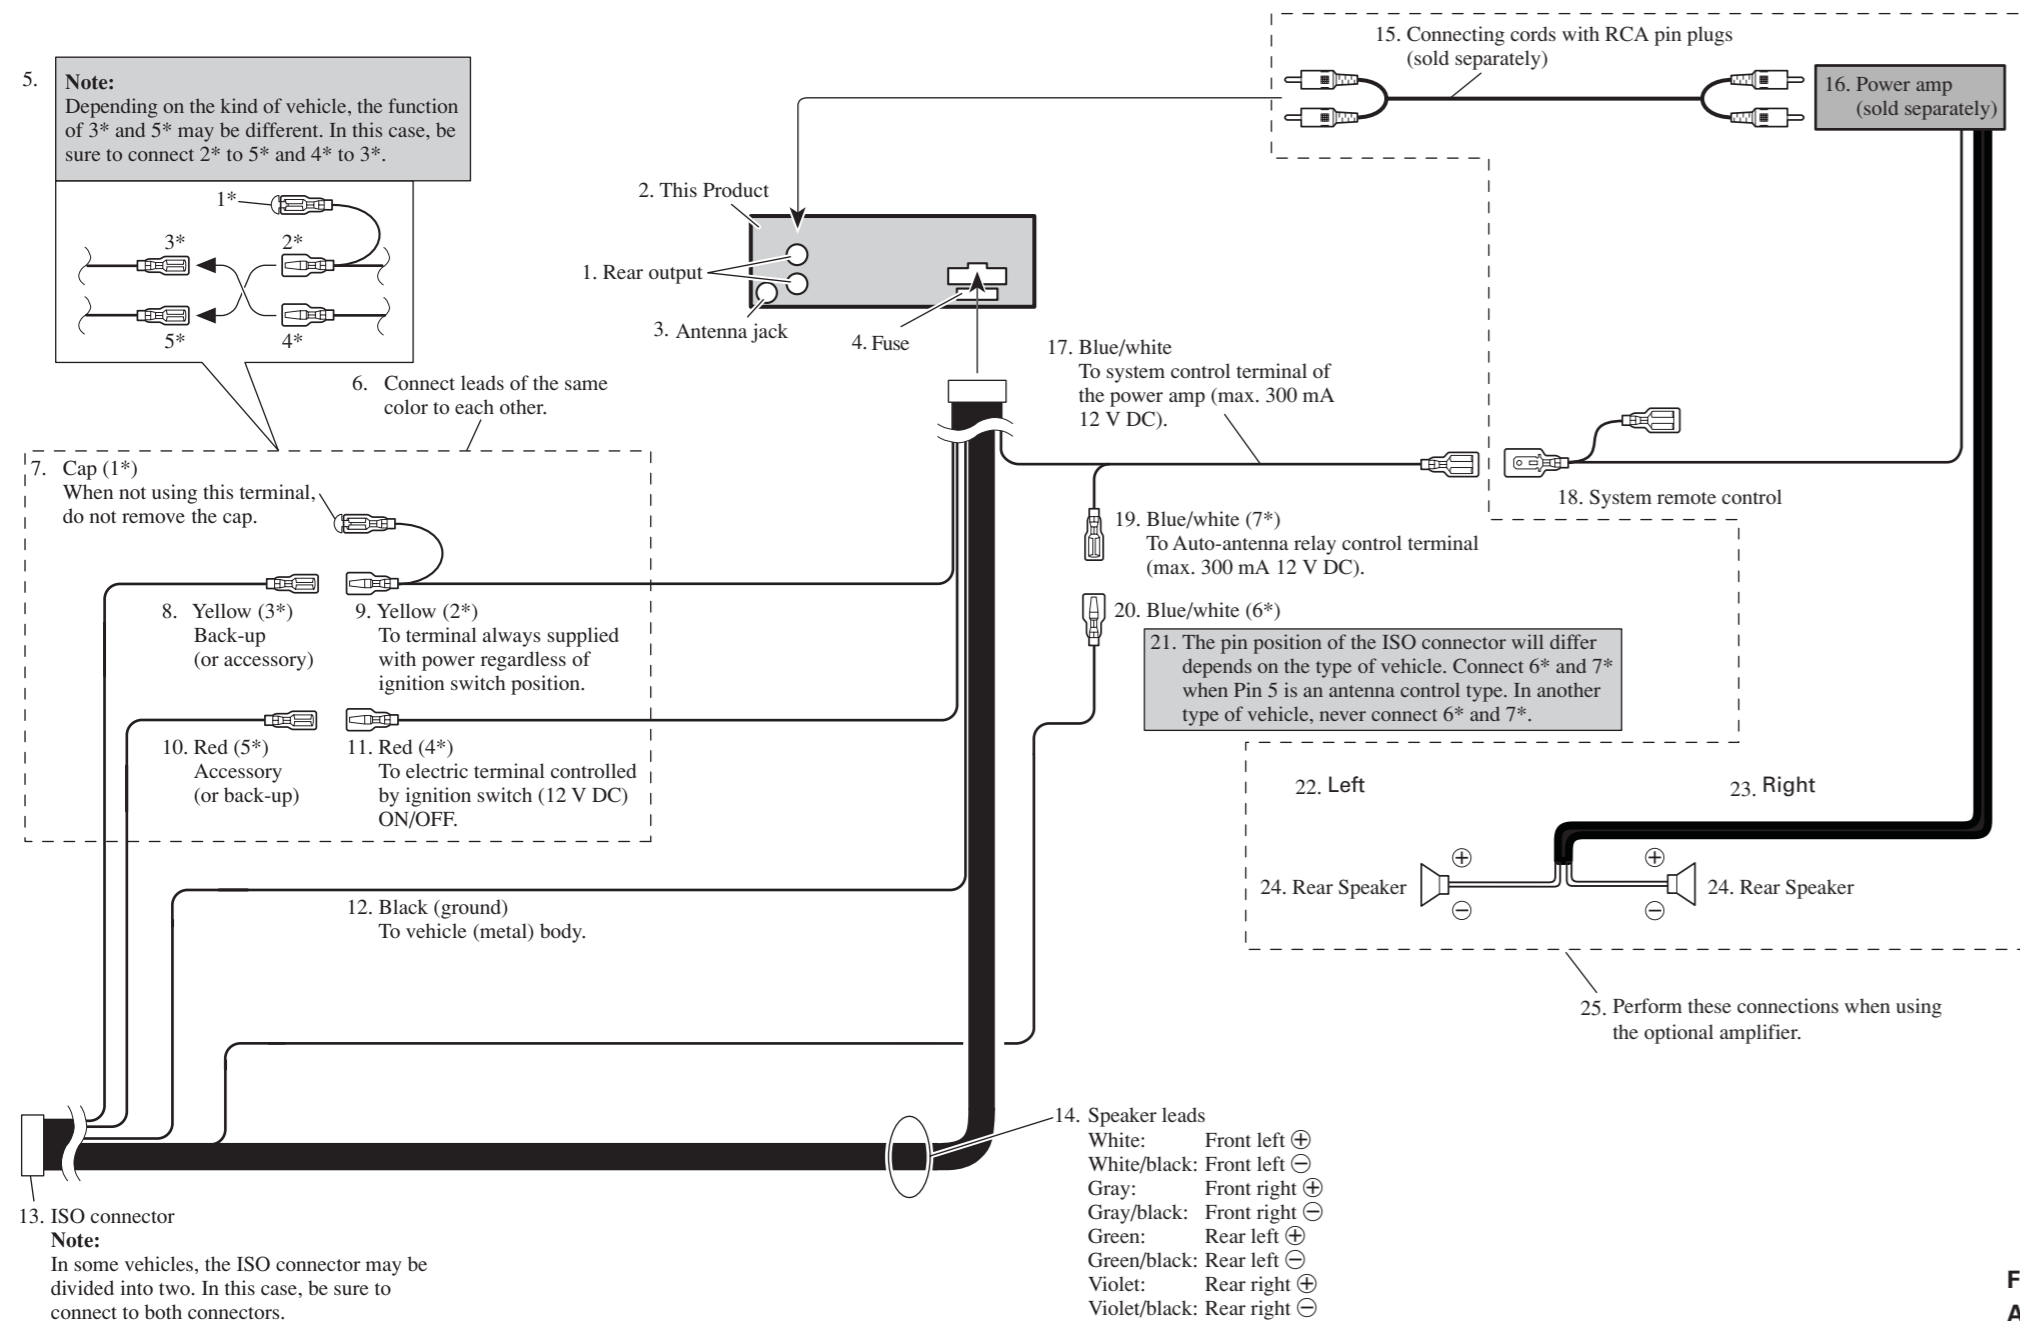 5. Note:
Depending on the kind of vehicle, the function
of 3* and 5* may be different. In this case, be
sure to connect 2* to 5* and 4* to 3*.
1*
3*
2*
5*
4*
6. Connect leads of the same
color to each other.
7. Cap (1*)
When not using this terminal,
do not remove the cap.
8. Yellow (3*)
Back-up
(or accessory)
9. Yellow (2*)
To terminal always supplied
with power regardless of
ignition switch position.
10. Red (5*)
Accessory
(or back-up)
11. Red (4*)
To electric terminal controlled
by ignition switch (12 V DC)
ON/OFF.
12. Black (ground)
To vehicle (metal) body.
13. ISO connector
Note:
In some vehicles, the ISO connector may be
divided into two. In this case, be sure to
connect to both connectors.
2. This Product
1. Rear output
3. Antenna jack
4. Fuse
15. Connecting cords with RCA pin plugs
(sold separately)
16. Power amp
(sold separately)
17. Blue/white
To system control terminal of
the power amp (max. 300 mA
12 V DC).
18. System remote control
19. Blue/white (7*)
To Auto-antenna relay control terminal
(max. 300 mA 12 V DC).
20. Blue/white (6*)
21. The pin position of the ISO connector will differ
depends on the type of vehicle. Connect 6* and 7*
when Pin 5 is an antenna control type. In another
type of vehicle, never connect 6* and 7*.
22. Left
23. Right
⊕
⊕
24. Rear Speaker
24. Rear Speaker
⊖
⊖
25. Perform these connections when using
the optional amplifier.
14. Speaker leads
White: Front left ⊕
White/black: Front left ⊖
Gray: Front right ⊕
Gray/black: Front right ⊖
Green: Rear left ⊕
Green/black: Rear left ⊖
Violet: Rear right ⊕
Violet/black: Rear right ⊖
F
A